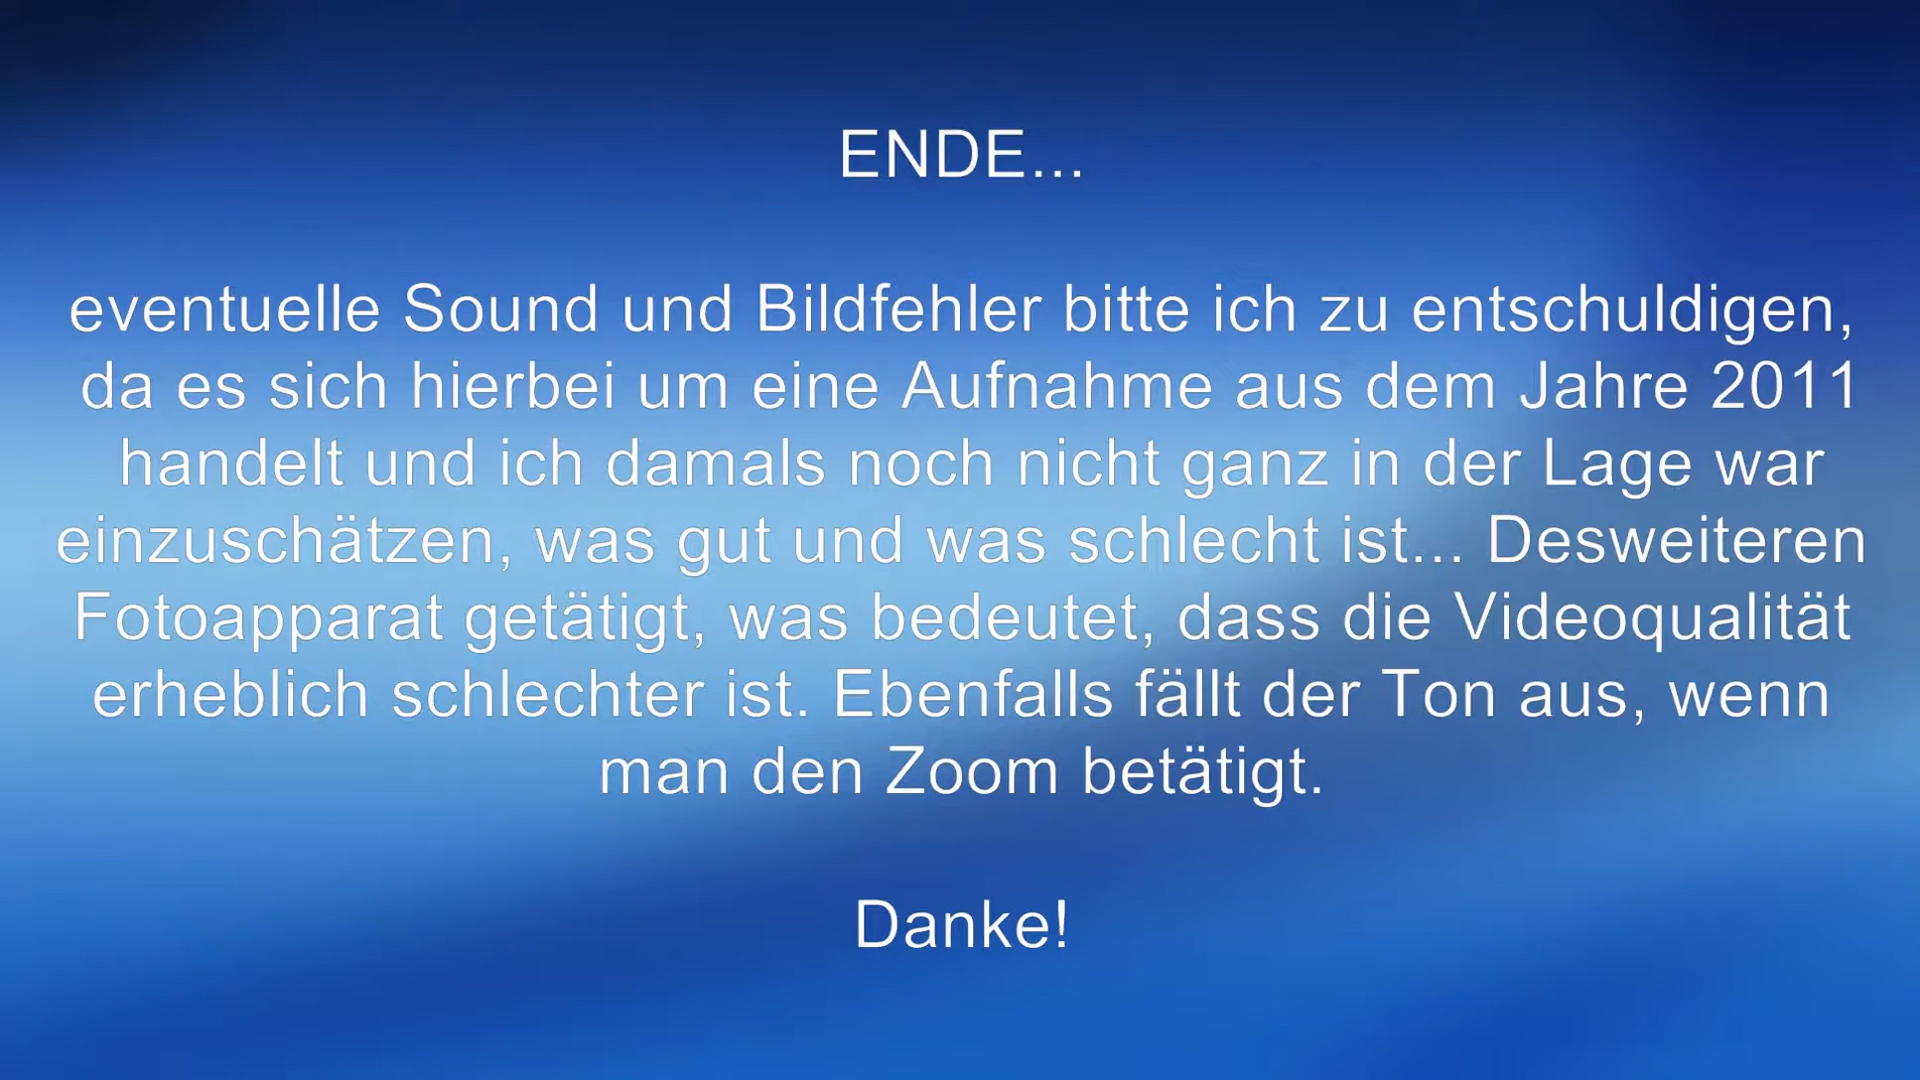 ENDE...
eventuelle Sound und Bildfehler bitte ich zu entschuldigen,
da es sich hierbei um eine Aufnahme aus dem Jahre 2011
handelt und ich damals noch nicht ganz in der Lage war
einzuschätzen, was gut und was schlecht ist... Desweiteren
Fotoapparat getätigt, was bedeutet, dass die Videoqualität
erheblich schlechter ist. Ebenfalls fällt der Ton aus, wenn
man den Zoom betätigt.
Danke!